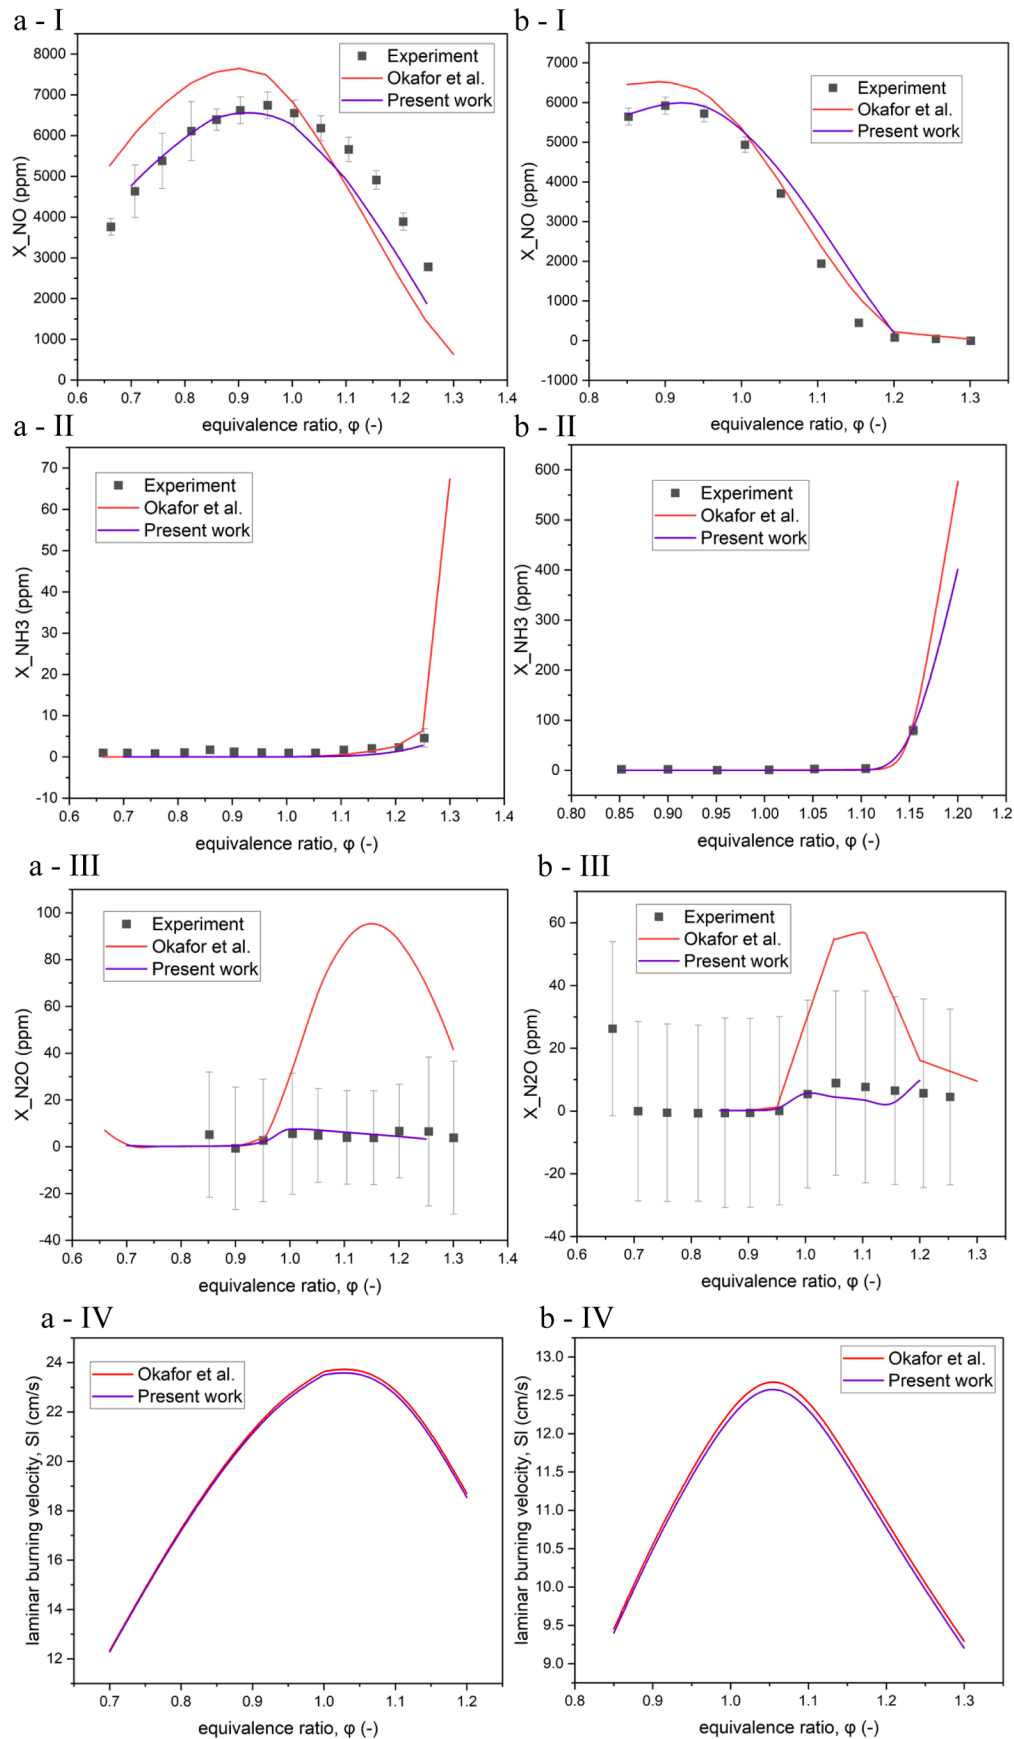 a - I
8000
7000
6000
5000
4000
3000
2000
1000
0
X_NO (ppm)
Experiment
Okafor et al.
Present work
0.6 0.7 0.8 0.9 1.0 1.1 1.2 1.3 1.4
equivalence ratio, φ (-)
b - I
7000
6000
5000
4000
3000
2000
1000
0
-1000
X_NO (ppm)
Experiment
Okafor et al.
Present work
0.8 0.9 1.0 1.1 1.2 1.3
equivalence ratio, φ (-)
a - II
70
60
50
40
30
20
10
0
-10
X_NH3 (ppm)
Experiment
Okafor et al.
Present work
0.6 0.7 0.8 0.9 1.0 1.1 1.2 1.3 1.4
equivalence ratio, φ (-)
b - II
600
500
400
300
200
100
0
X_NH3 (ppm)
Experiment
Okafor et al.
Present work
0.80 0.85 0.90 0.95 1.00 1.05 1.10 1.15 1.20 1.2
equivalence ratio, φ (-)
a - III
100
80
60
40
20
0
-20
-40
X_N2O (ppm)
Experiment
Okafor et al.
Present work
0.6 0.7 0.8 0.9 1.0 1.1 1.2 1.3 1.4
equivalence ratio, φ (-)
b - III
60
40
20
0
-20
-40
X_N2O (ppm)
Experiment
Okafor et al.
Present work
0.6 0.7 0.8 0.9 1.0 1.1 1.2 1.3
equivalence ratio, φ (-)
a - IV
24
22
20
18
16
14
12
laminar burning velocity, Sl (cm/s)
Okafor et al.
Present work
0.7 0.8 0.9 1.0 1.1 1.2
equivalence ratio, φ (-)
b - IV
13.0
12.5
12.0
11.5
11.0
10.5
10.0
9.5
9.0
laminar burning velocity, Sl (cm/s)
Okafor et al.
Present work
0.8 0.9 1.0 1.1 1.2 1.3
equivalence ratio, φ (-)